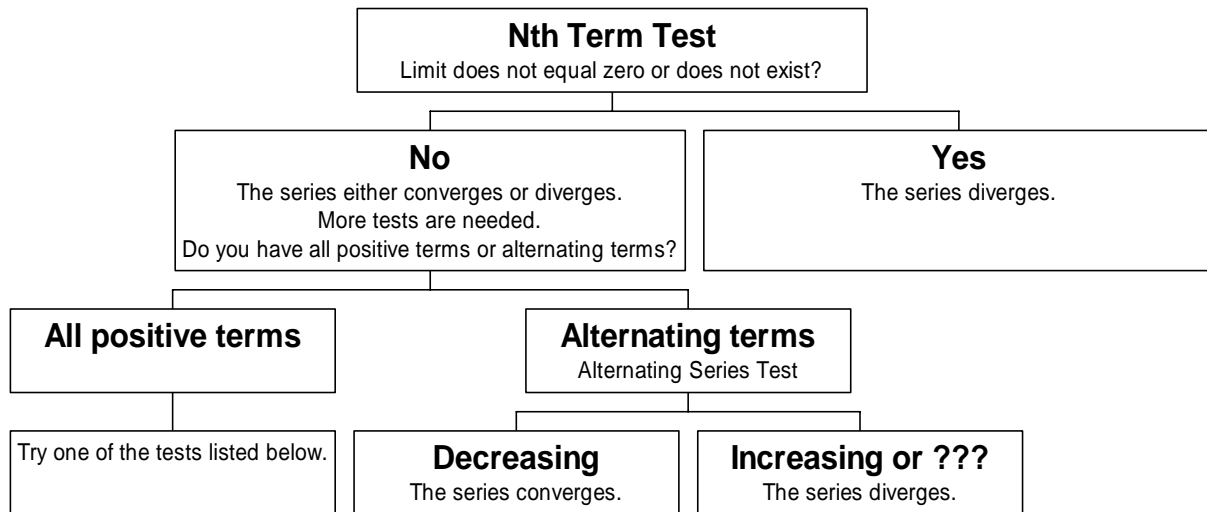 Nth Term Test
Limit does not equal zero or does not exist?
No
The series either converges or diverges.
More tests are needed.
Do you have all positive terms or alternating terms?
Yes
The series diverges.
All positive terms
Alternating terms
Alternating Series Test
Try one of the tests listed below.
Decreasing
The series converges.
Increasing or ???
The series diverges.